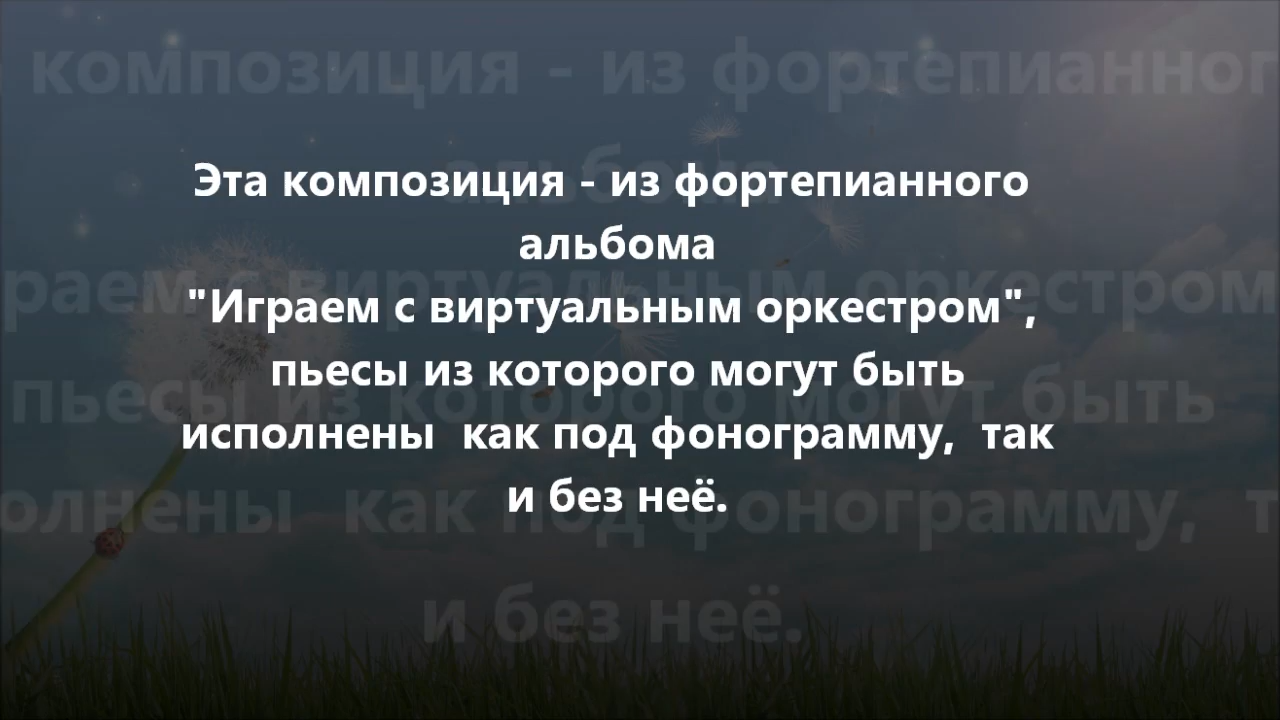 Эта композиция - из фортепианного
альбома
"Играем с виртуальным оркестром",
пьесы из которого могут быть
исполнены  как под фонограмму,  так
и без неё.